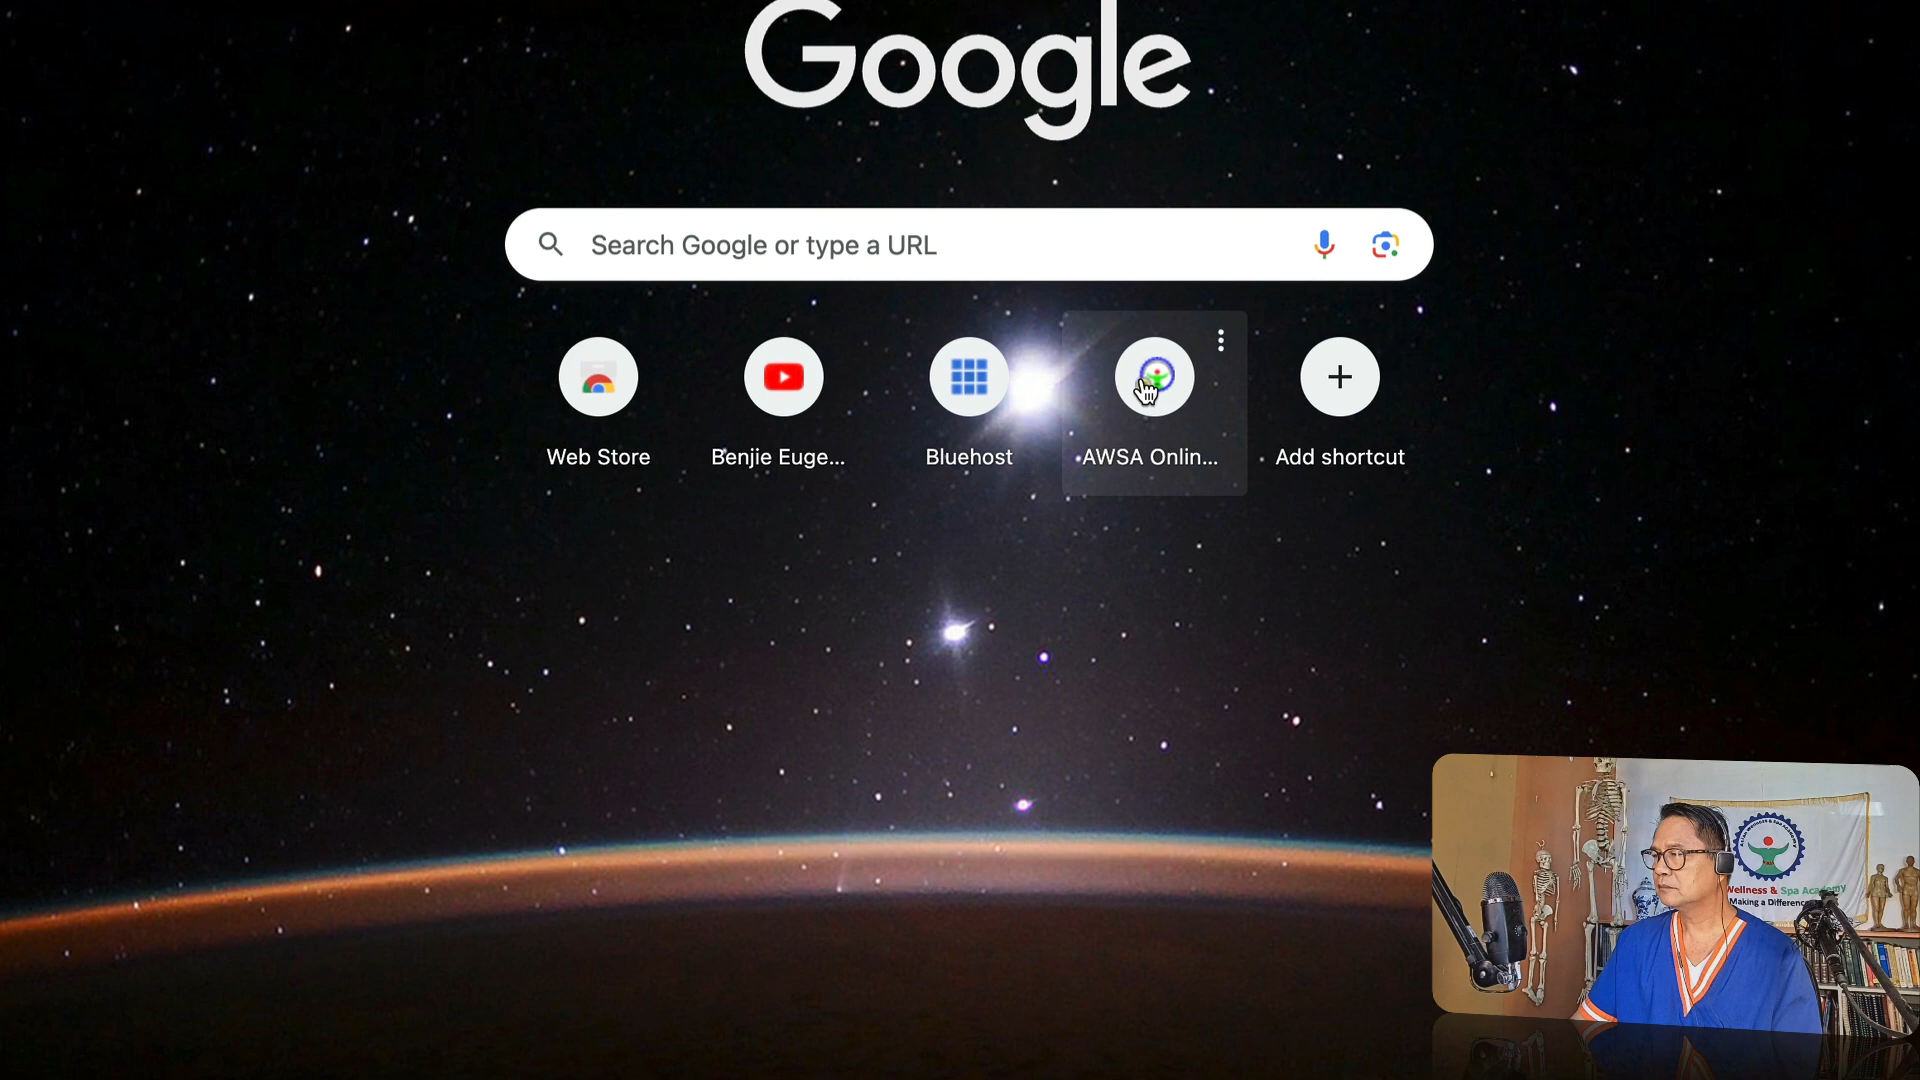 Google
Search Google or type a URL
Web Store
Benjie Euge...
Bluehost
AWSA Onlin...
Add shortcut
Wellness & Spa Academy
Making a Difference